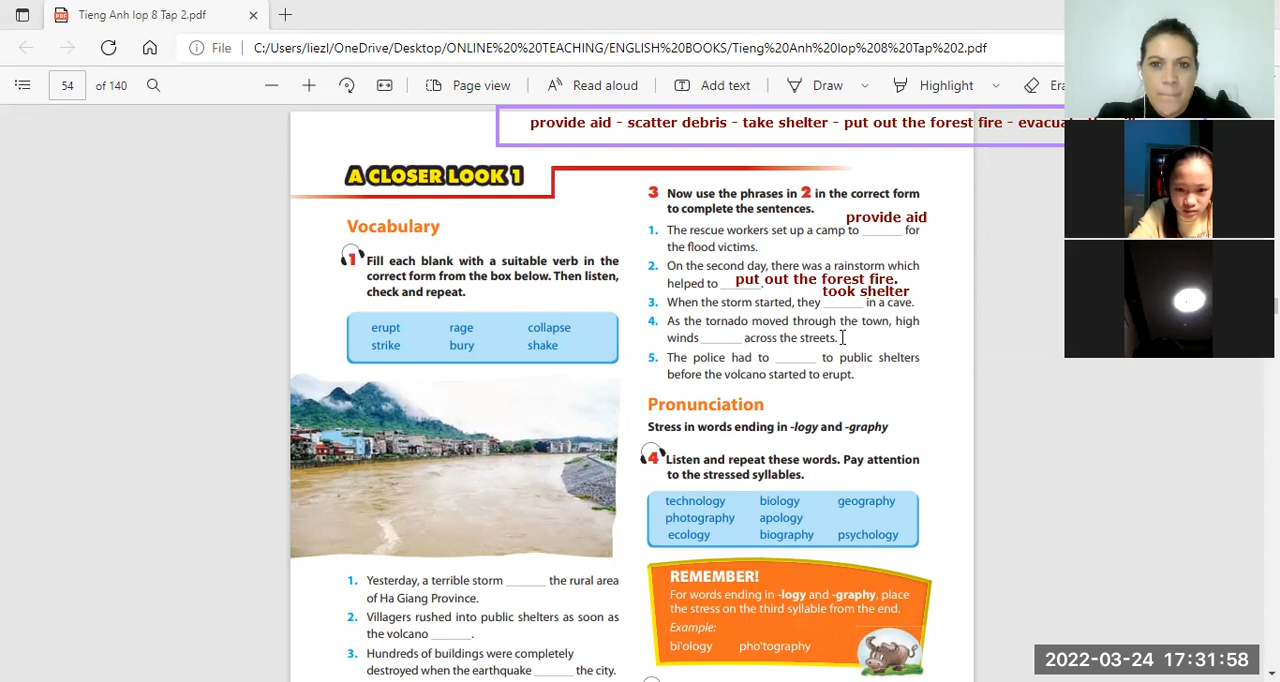 Tieng Anh lop 8 Tap 2.pdf
File
C:/Users/liezl/OneDrive/Desktop/ONLINE%20%20TEACHING/ENGLISH%20BOOKS/Tieng%20Anh%20lop%208%20Tap%202.pdf
54 of 140
Page view
Read aloud
Add text
Draw
Highlight
provide aid - scatter debris - take shelter - put out the forest fire -
A CLOSER LOOK 1
Vocabulary
1 Fill each blank with a suitable verb in the
correct form from the box below. Then listen,
check and repeat.
erupt rage collapse
strike bury shake
1. Yesterday, a terrible storm ______ the rural area
of Ha Giang Province.
2. Villagers rushed into public shelters as soon as
the volcano ______.
3. Hundreds of buildings were completely
destroyed when the earthquake ______ the city.
3 Now use the phrases in 2 in the correct form
to complete the sentences.
provide aid
1. The rescue workers set up a camp to ______ for
the flood victims.
2. On the second day, there was a rainstorm which
helped to ______.
put out the forest fire.
took shelter
3. When the storm started, they ______ in a cave.
4. As the tornado moved through the town, high
winds ______ across the streets.
5. The police had to ______ to public shelters
before the volcano started to erupt.
Pronunciation
Stress in words ending in -logy and -graphy
4 Listen and repeat these words. Pay attention
to the stressed syllables.
technology biology geography
photography apology
ecology biography psychology
REMEMBER!
For words ending in -logy and -graphy, place
the stress on the third syllable from the end.
Example:
bi'ology pho'tography
2022-03-24 17:31:58